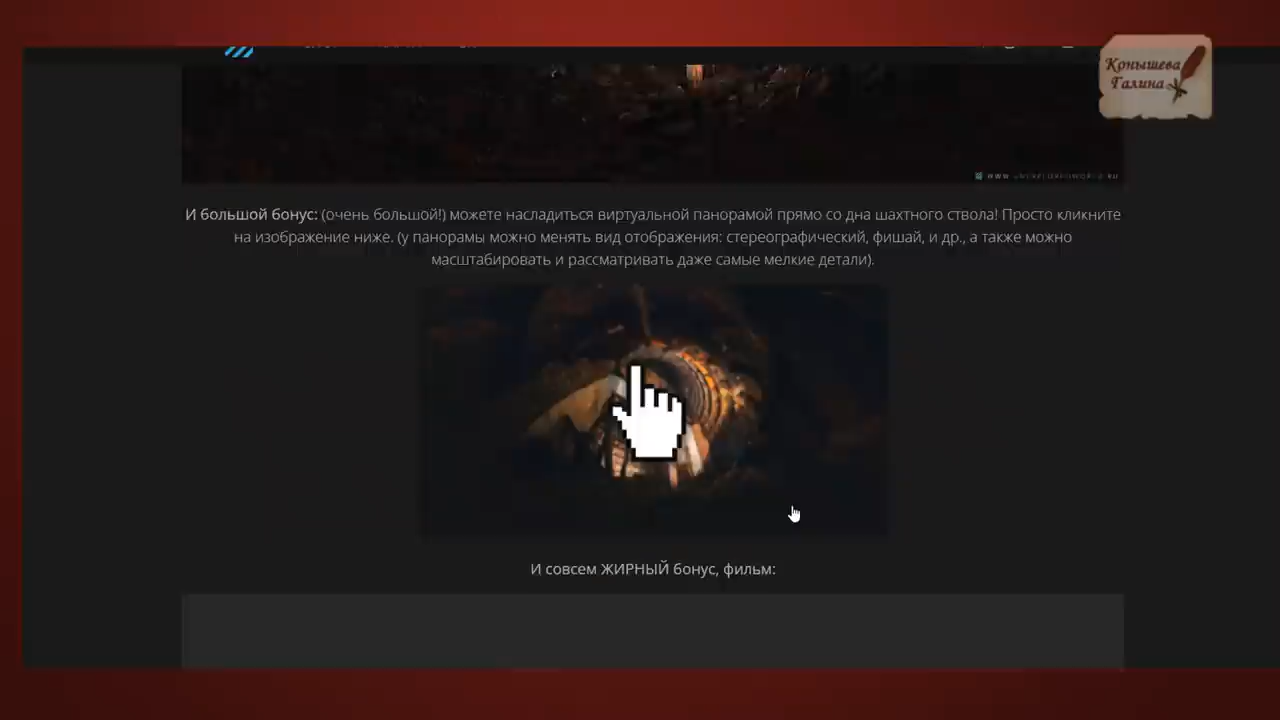 Конышева
Галина
И большой бонус: (очень большой!) можете насладиться виртуальной панорамой прямо со дна шахтного ствола! Просто кликните
на изображение ниже. (у панорамы можно менять вид отображения: стереографический, фишай, и др., а также можно
масштабировать и рассматривать даже самые мелкие детали).
И совсем ЖИРНЫЙ бонус, фильм: